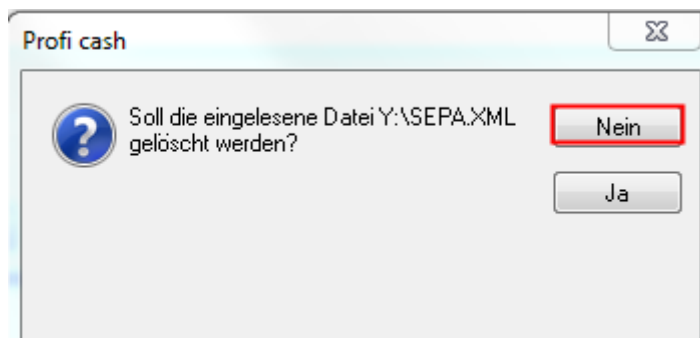 Profi cash
Soll die eingelesene Datei Y:\SEPA.XML
gelöscht werden?
Nein
Ja